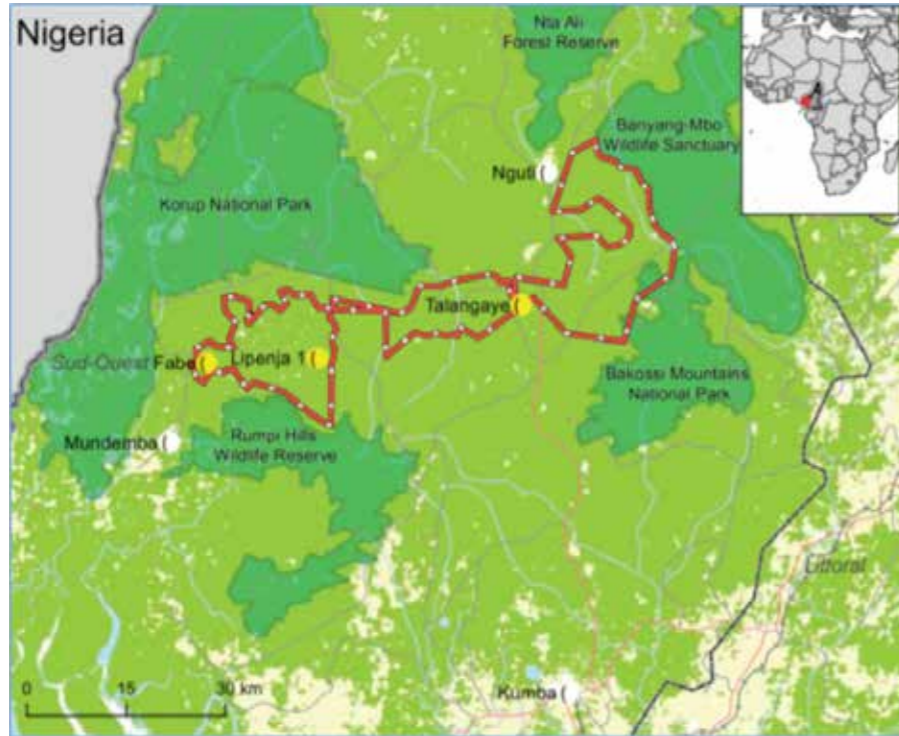 Nigeria
Nta Ali
Forest Reserve
Banyang-Mbo
Wildlife Sanctuary
Nguti
Korup National Park
Talangaye
Sud-Ouest Fabe
Lipenja 1
Bakossi Mountains
National Park
Mundemba
Rumpi Hills
Wildlife Reserve
Littoral
0 15 30 km
Kumba